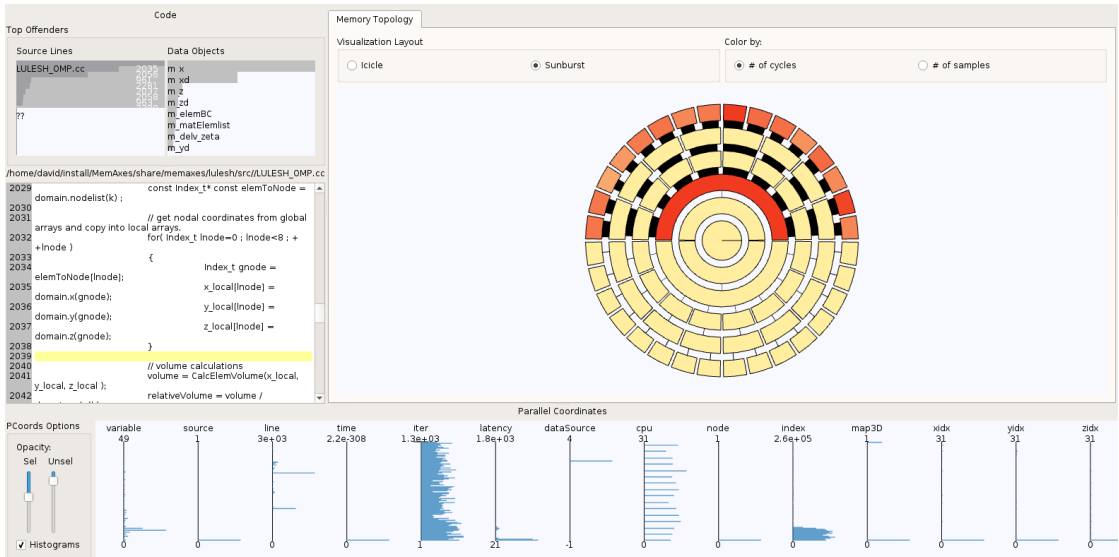 Code
Top Offenders
Source Lines
LULESH_OMP.cc 2035
2056
661
2281
2037
2058
663
??
Data Objects
m_x
m_xd
m_z
m_zd
m_elemBC
m_matElemlist
m_delv_zeta
m_yd
/home/david/install/MemAxes/share/memaxes/lulesh/src//LULESH_OMP.cc
2029 const Index_t* const elemToNode =
domain.nodelist(k) ;
2030
2031 // get nodal coordinates from global
arrays and copy into local arrays.
2032 for( Index_t lnode=0 ; lnode<8 ; +
+lnode )
2033 {
2034 Index_t gnode =
elemToNode[lnode];
2035 x_local[lnode] =
domain.x(gnode);
2036 y_local[lnode] =
domain.y(gnode);
2037 z_local[lnode] =
domain.z(gnode);
2038 }
2039
2040 // volume calculations
2041 volume = CalcElemVolume(x_local,
y_local, z_local );
2042 relativeVolume = volume /
Memory Topology
Visualization Layout
Icicle
Sunburst
Color by:
# of cycles
# of samples
Parallel Coordinates
PCoords Options
Opacity:
Sel Unsel
Histograms
variable source line time iter latency dataSource cpu node index map3D xidx yidx zidx
49 1 3e+03 2.2e-308 1.3e+03 1.8e+03 4 31 1 2.6e+05 1 31 31 31
0 0 0 0 1 21 -1 0 0 0 0 0 0 0